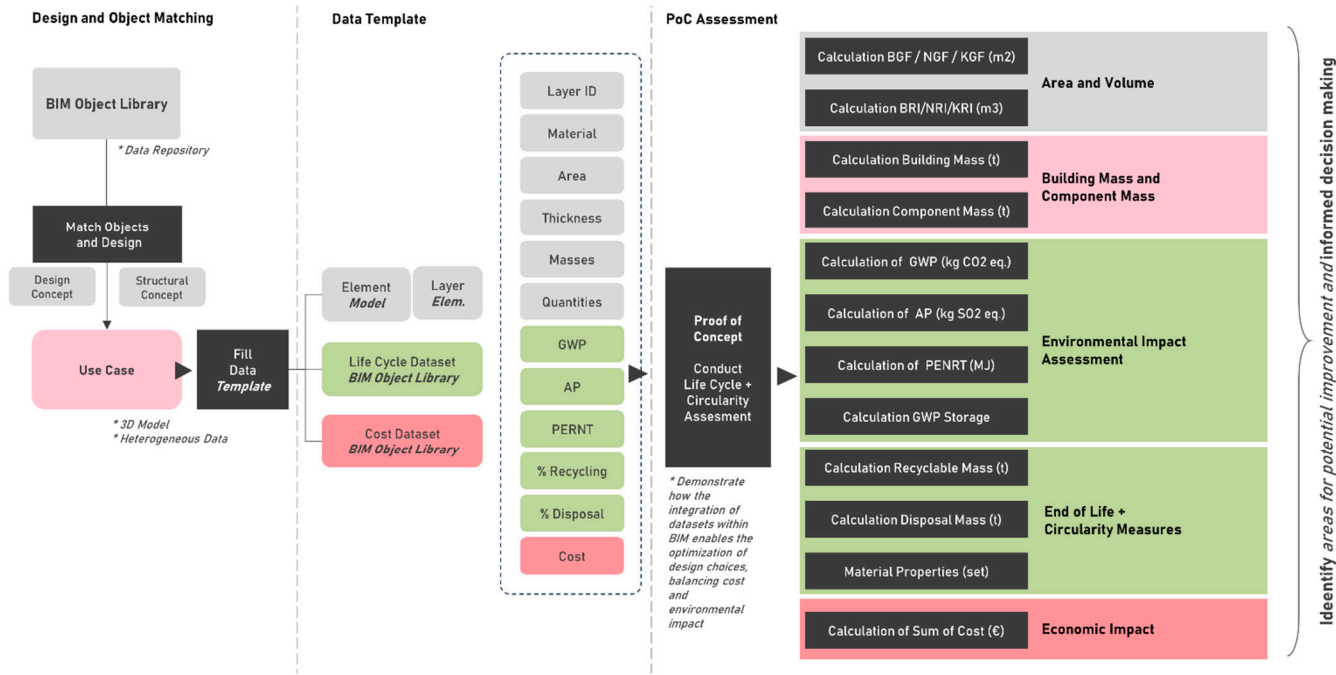 Design and Object Matching
BIM Object Library
* Data Repository
Match Objects
and Design
Design
Concept
Structural
Concept
Use Case
* 3D Model
* Heterogeneous Data
Fill
Data
Template
Data Template
Element
Model
Layer
Elem.
Life Cycle Dataset
BIM Object Library
Cost Dataset
BIM Object Library
Layer ID
Material
Area
Thickness
Masses
Quantities
GWP
AP
PERNT
% Recycling
% Disposal
Cost
PoC Assessment
Proof of
Concept
Conduct
Life Cycle +
Circularity
Assesment
* Demonstrate
how the
integration of
datasets within
BIM enables the
optimization of
design choices,
balancing cost
and
environmental
impact
Calculation BGF / NGF / KGF (m2)
Calculation BRI/NRI/KRI (m3)
Area and Volume
Calculation Building Mass (t)
Calculation Component Mass (t)
Building Mass and
Component Mass
Calculation of GWP (kg CO2 eq.)
Calculation of AP (kg SO2 eq.)
Calculation of PENRT (MJ)
Calculation GWP Storage
Environmental Impact
Assessment
Calculation Recyclable Mass (t)
Calculation Disposal Mass (t)
Material Properties (set)
End of Life +
Circularity Measures
Calculation of Sum of Cost (€)
Economic Impact
Ideentify areas for potential improvement and informed decision making